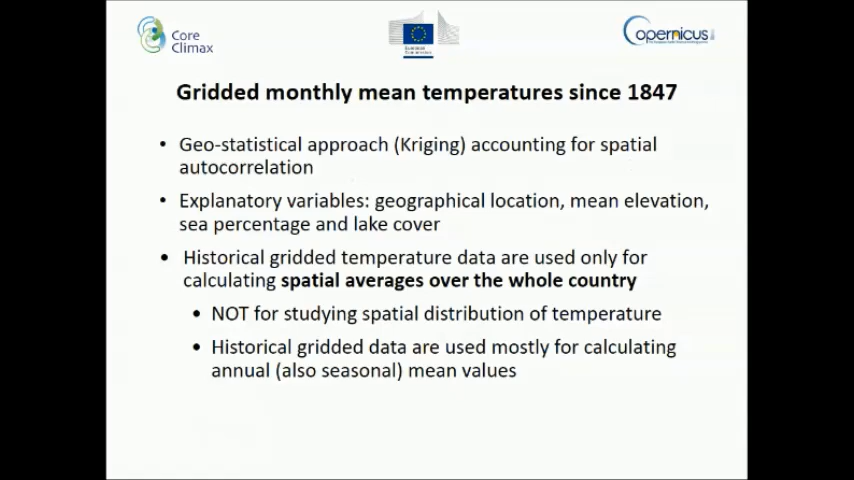 Core
Climax
European
Commission
Copernicus
Gridded monthly mean temperatures since 1847
• Geo-statistical approach (Kriging) accounting for spatial
autocorrelation
• Explanatory variables: geographical location, mean elevation,
sea percentage and lake cover
• Historical gridded temperature data are used only for
calculating spatial averages over the whole country
• NOT for studying spatial distribution of temperature
• Historical gridded data are used mostly for calculating
annual (also seasonal) mean values